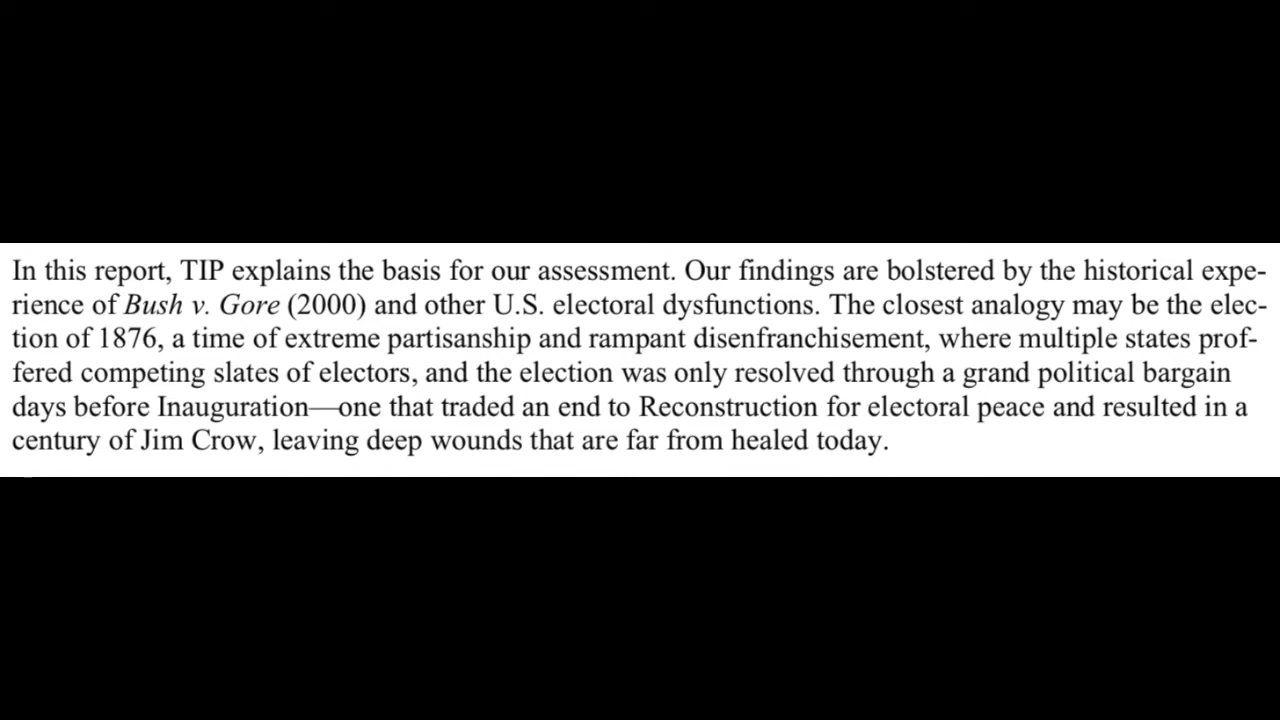 In this report, TIP explains the basis for our assessment. Our findings are bolstered by the historical expe-
rience of Bush v. Gore (2000) and other U.S. electoral dysfunctions. The closest analogy may be the elec-
tion of 1876, a time of extreme partisanship and rampant disenfranchisement, where multiple states prof-
fered competing slates of electors, and the election was only resolved through a grand political bargain
days before Inauguration—one that traded an end to Reconstruction for electoral peace and resulted in a
century of Jim Crow, leaving deep wounds that are far from healed today.